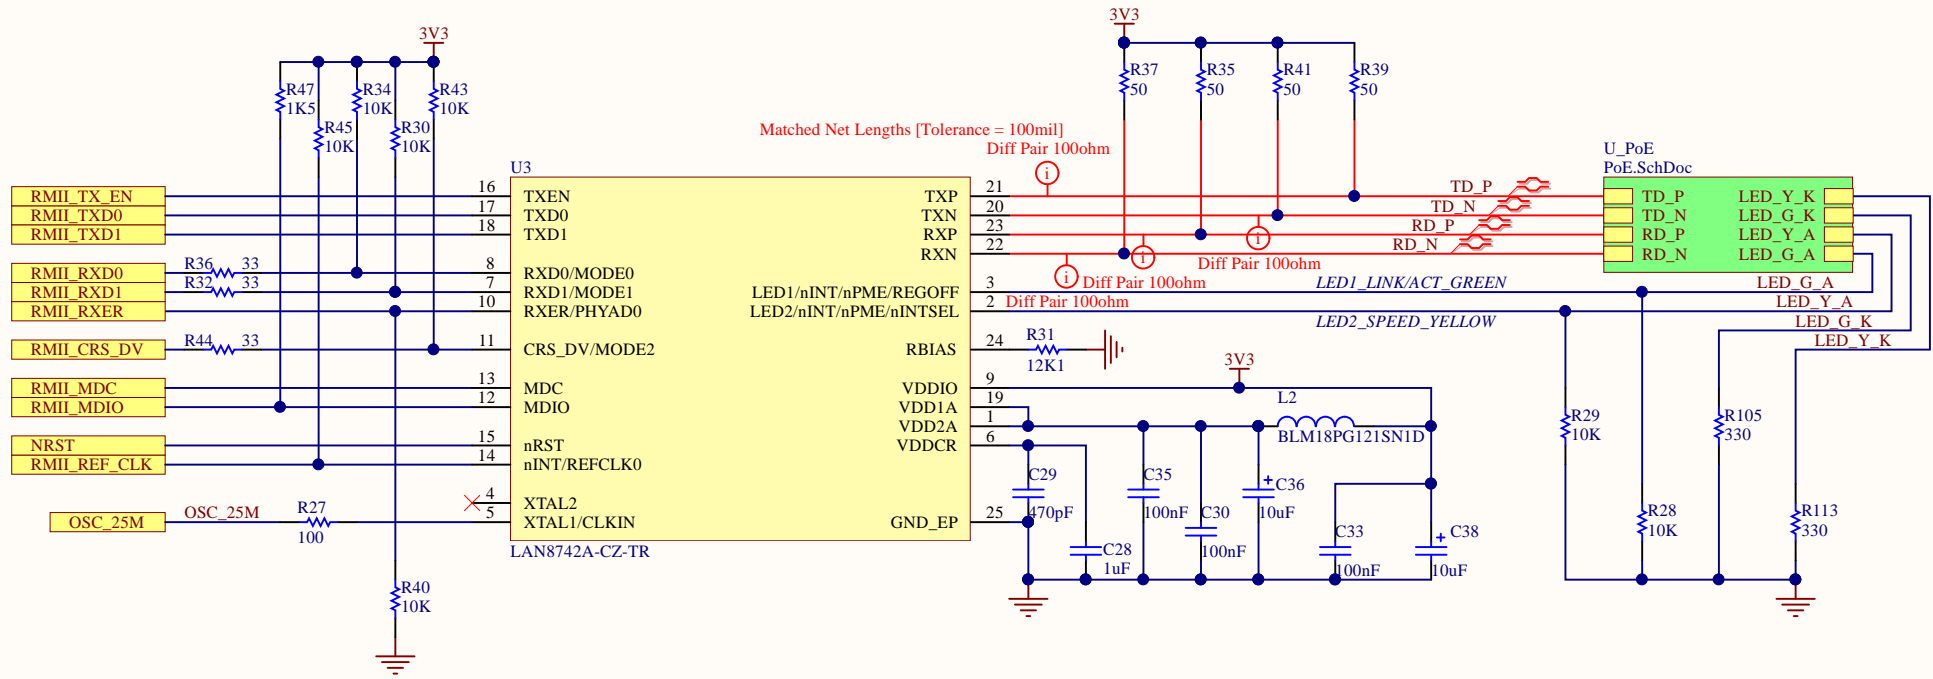 3V3
3V3
R47
1K5
R34
10K
R43
10K
R45
10K
R30
10K
R37
50
R35
50
R41
50
R39
50
Matched Net Lengths [Tolerance = 100mil]
Diff Pair 100ohm
i
U3
U_PoE
PoE.SchDoc
RMII_TX_EN
16
TXEN
TXP
21
TD_P
TD_P
LED_Y_K
RMII_TXD0
17
TXD0
TXN
20
TD_N
TD_N
LED_G_K
RMII_TXD1
18
TXD1
RXP
23
RD_P
RD_P
LED_Y_A
i
RXN
22
RD_N
RD_N
LED_G_A
i
Diff Pair 100ohm
RMII_RXD0
R36
33
8
RXD0/MODE0
i
Diff Pair 100ohm
RMII_RXD1
R32
33
7
RXD1/MODE1
LED1/nINT/nPME/REGOFF
3
LED1_LINK/ACT_GREEN
LED_G_A
RMII_RXER
10
RXER/PHYAD0
LED2/nINT/nPME/nINTSEL
2
Diff Pair 100ohm
LED_Y_A
LED2_SPEED_YELLOW
LED_G_K
RMII_CRS_DV
R44
33
11
CRS_DV/MODE2
RBIAS
24
R31
12K1
LED_Y_K
3V3
RMII_MDC
13
MDC
VDDIO
9
RMII_MDIO
12
MDIO
VDD1A
19
L2
BLM18PG121SN1D
VDD2A
1
NRST
15
nRST
VDDCR
6
RMII_REF_CLK
14
nINT/REFCLK0
R29
10K
R105
330
C29
470pF
C35
100nF
C36
10uF
+
4
XTAL2
OSC_25M
OSC_25M
R27
100
5
XTAL1/CLKIN
GND_EP
25
C30
100nF
R28
10K
R113
330
LAN8742A-CZ-TR
C28
1uF
C33
100nF
+
C38
10uF
R40
10K